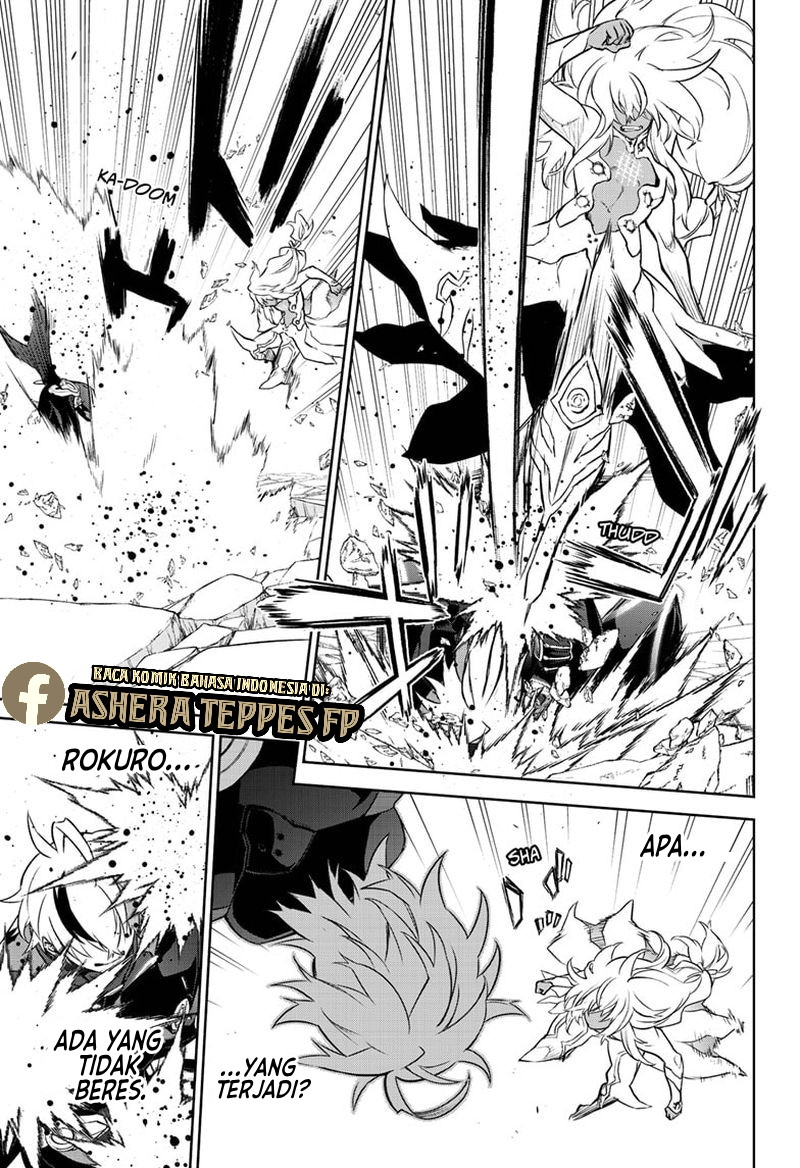 THUDD
KA-DOOM
BACA KOMIK BAHASA INDONESIA DI:
ASHERA TEPPES FP
APA...
SHA
...YANG
TERJADI?
ROKURO...
ADA YANG
TIDAK
BERES.